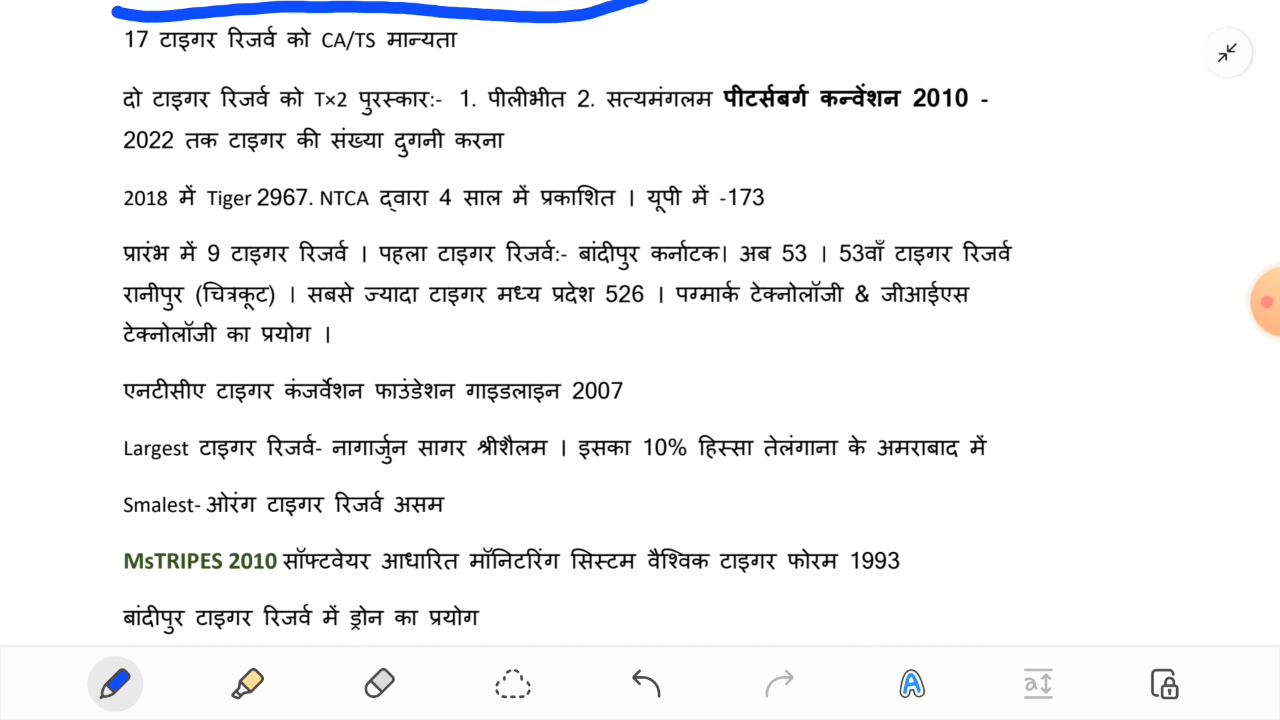 17 टाइगर रिजर्व को CA/TS मान्यता
दो टाइगर रिजर्व को T×2 पुरस्कार:- 1. पीलीभीत 2. सत्यमंगलम पीटर्सबर्ग कन्वेंशन 2010 -
2022 तक टाइगर की संख्या दुगनी करना
2018 में Tiger 2967. NTCA द्वारा 4 साल में प्रकाशित । यूपी में -173
प्रारंभ में 9 टाइगर रिजर्व । पहला टाइगर रिजर्व:- बांदीपुर कर्नाटक। अब 53 । 53वाँ टाइगर रिजर्व
रानीपुर (चित्रकूट) । सबसे ज्यादा टाइगर मध्य प्रदेश 526 । पग्मार्क टेक्नोलॉजी & जीआईएस
टेक्नोलॉजी का प्रयोग ।
एनटीसीए टाइगर कंजर्वेशन फाउंडेशन गाइडलाइन 2007
Largest टाइगर रिजर्व- नागार्जुन सागर श्रीशैलम । इसका 10% हिस्सा तेलंगाना के अमराबाद में
Smalest- ओरंग टाइगर रिजर्व असम
MsTRIPES 2010 सॉफ्टवेयर आधारित मॉनिटरिंग सिस्टम वैश्विक टाइगर फोरम 1993
बांदीपुर टाइगर रिजर्व में ड्रोन का प्रयोग